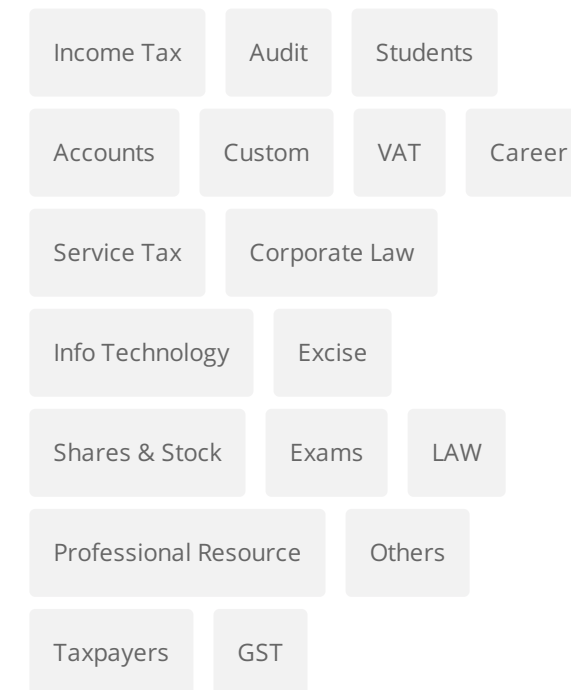 Income Tax Audit Students
Accounts Custom VAT Career
Service Tax Corporate Law
Info Technology Excise
Shares & Stock Exams LAW
Professional Resource Others
Taxpayers GST